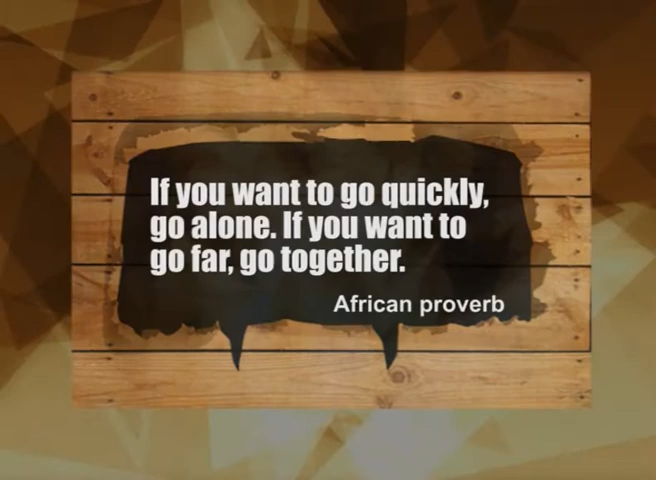 If you want to go quickly,
go alone. If you want to
go far, go together.
African proverb